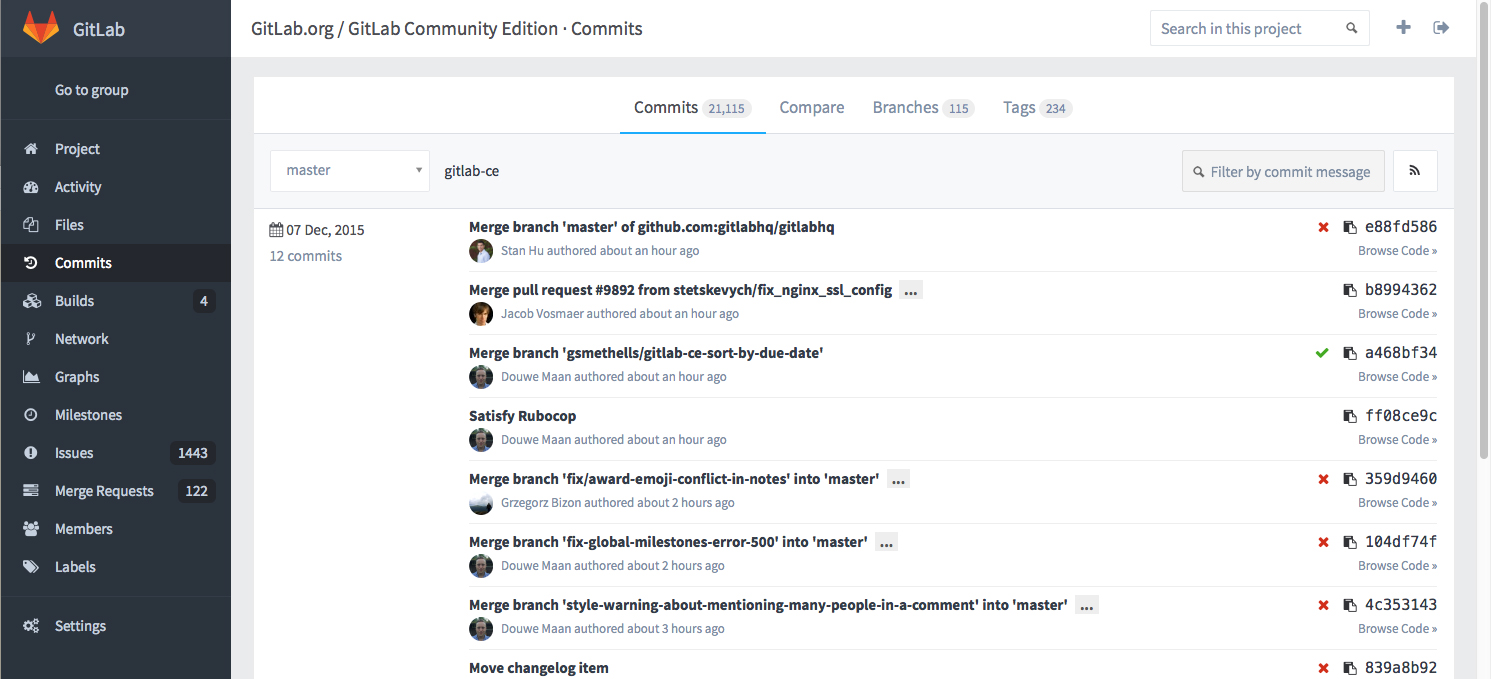 GitLab
Go to group
Project
Activity
Files
Commits
Builds 4
Network
Graphs
Milestones
Issues 1443
Merge Requests 122
Members
Labels
Settings
GitLab.org / GitLab Community Edition · Commits
Search in this project
Commits 21,115 Compare Branches 115 Tags 234
master gitlab-ce Filter by commit message
07 Dec, 2015
12 commits
Merge branch 'master' of github.com:gitlabhq/gitlabhq e88fd586
Stan Hu authored about an hour ago Browse Code »
Merge pull request #9892 from stetskevych/fix_nginx_ssl_config ... b8994362
Jacob Vosmaer authored about an hour ago Browse Code »
Merge branch 'gsmethells/gitlab-ce-sort-by-due-date' a468bf34
Douwe Maan authored about an hour ago Browse Code »
Satisfy Rubocop ff08ce9c
Douwe Maan authored about an hour ago Browse Code »
Merge branch 'fix/award-emoji-conflict-in-notes' into 'master' ... 359d9460
Grzegorz Bizon authored about 2 hours ago Browse Code »
Merge branch 'fix-global-milestones-error-500' into 'master' ... 104df74f
Douwe Maan authored about 2 hours ago Browse Code »
Merge branch 'style-warning-about-mentioning-many-people-in-a-comment' into 'master' ... 4c353143
Douwe Maan authored about 3 hours ago Browse Code »
Move changelog item 839a8b92